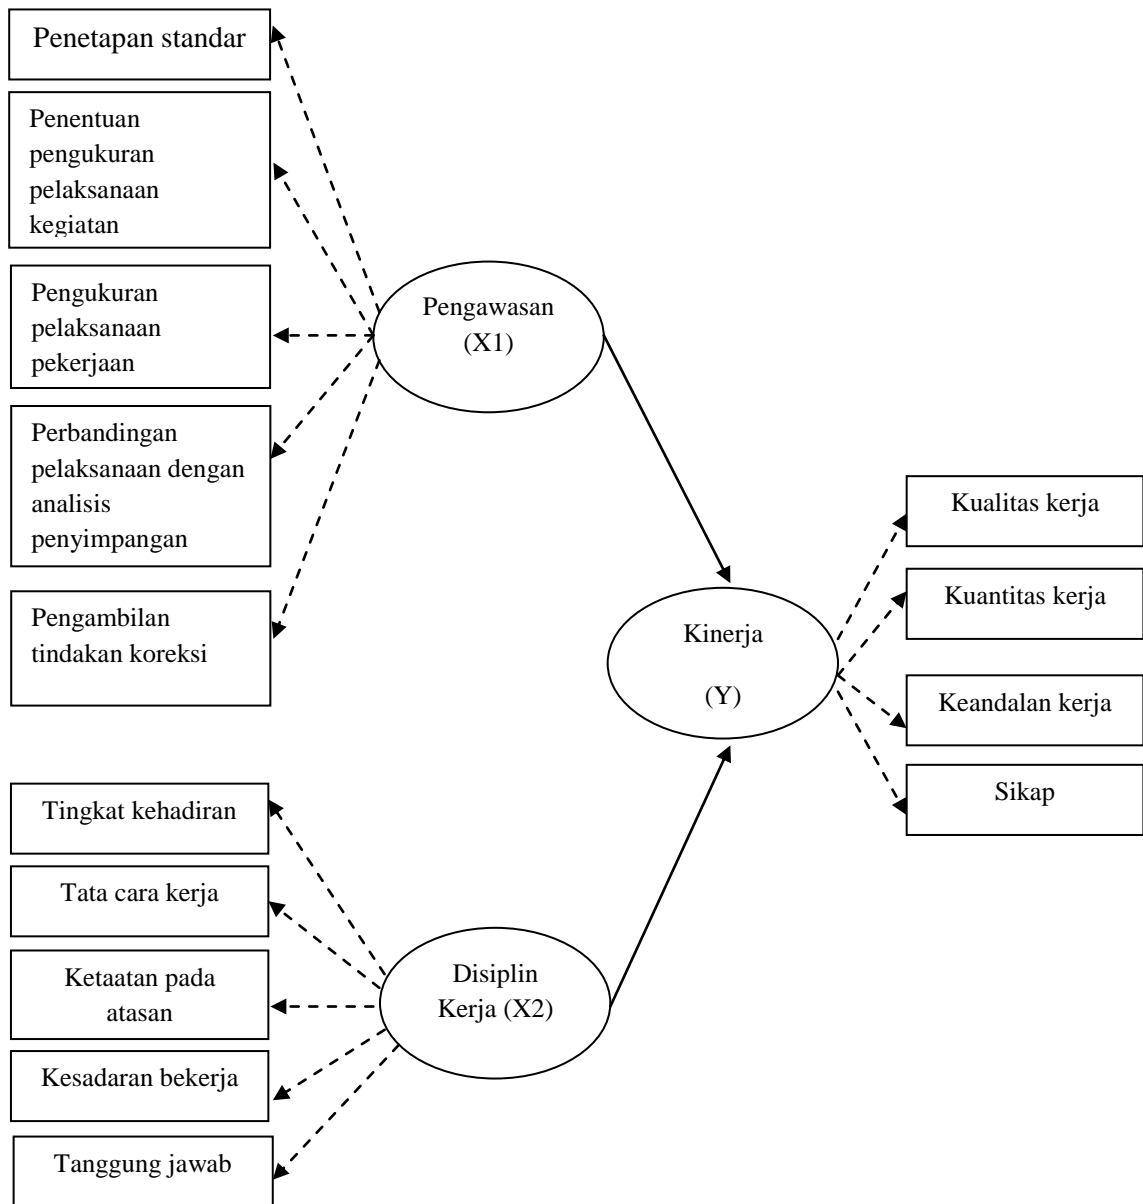 Penetapan standar
Penentuan
pengukuran
pelaksanaan
kegiatan
Pengukuran
pelaksanaan
pekerjaan
Perbandingan
pelaksanaan dengan
analisis
penyimpangan
Pengambilan
tindakan koreksi
Pengawasan
(X1)
Kinerja
(Y)
Kualitas kerja
Kuantitas kerja
Keandalan kerja
Sikap
Tingkat kehadiran
Tata cara kerja
Ketaatan pada
atasan
Kesadaran bekerja
Tanggung jawab
Disiplin
Kerja (X2)